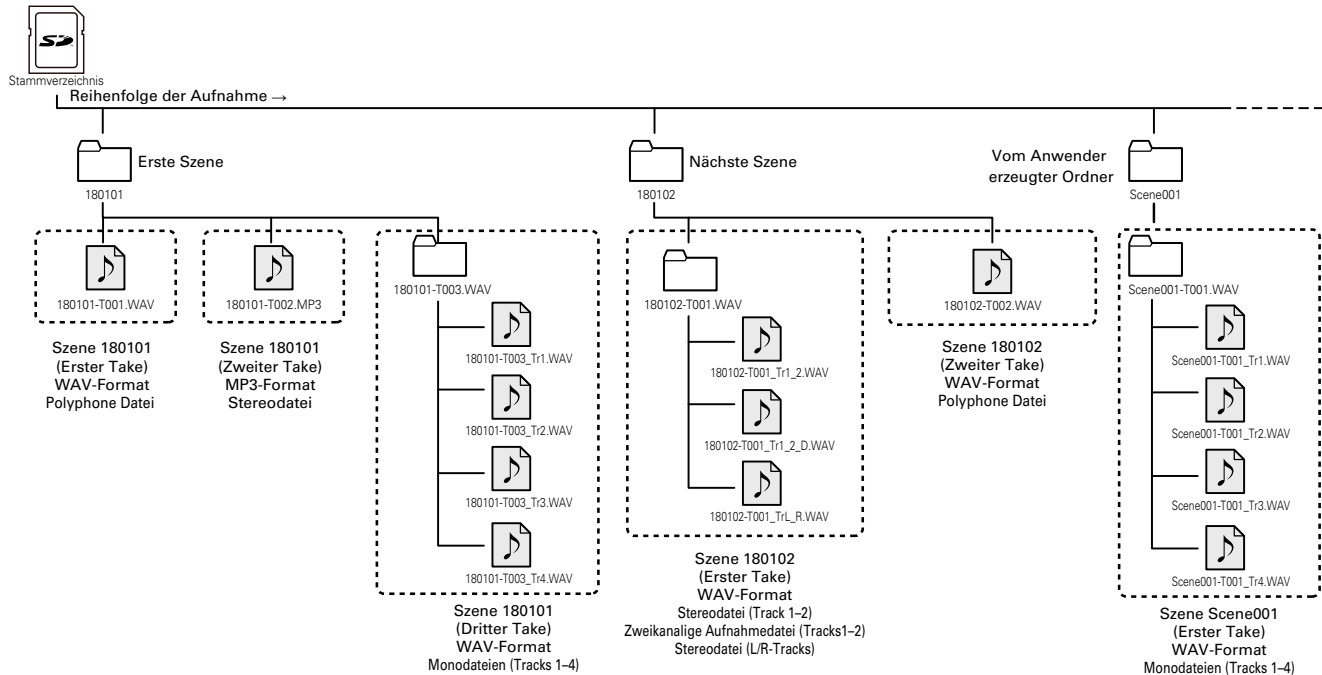 SD
Stammverzeichnis
Reihenfolge der Aufnahme →
Erste Szene
180101
180101-T001.WAV
Szene 180101
(Erster Take)
WAV-Format
Polyphone Datei
180101-T002.MP3
Szene 180101
(Zweiter Take)
MP3-Format
Stereodatei
180101-T003.WAV
180101-T003_Tr1.WAV
180101-T003_Tr2.WAV
180101-T003_Tr3.WAV
180101-T003_Tr4.WAV
Szene 180101
(Dritter Take)
WAV-Format
Monodateien (Tracks 1–4)
Nächste Szene
180102
180102-T001.WAV
180102-T001_Tr1_2.WAV
180102-T001_Tr1_2_D.WAV
180102-T001_TrL_R.WAV
Szene 180102
(Erster Take)
WAV-Format
Stereodatei (Track 1–2)
Zweikanalige Aufnahmedatei (Tracks1–2)
Stereodatei (L/R-Tracks)
180102-T002.WAV
Szene 180102
(Zweiter Take)
WAV-Format
Polyphone Datei
Vom Anwender
erzeugter Ordner
Scene001
Scene001-T001.WAV
Scene001-T001_Tr1.WAV
Scene001-T001_Tr2.WAV
Scene001-T001_Tr3.WAV
Scene001-T001_Tr4.WAV
Szene Scene001
(Erster Take)
WAV-Format
Monodateien (Tracks 1–4)